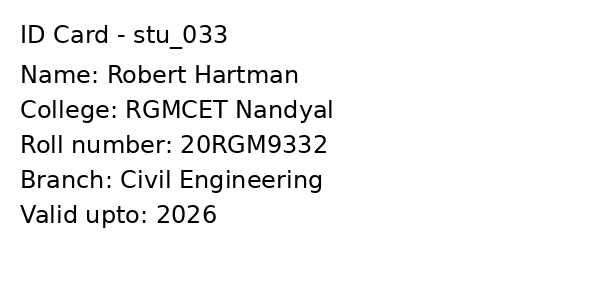 ID Card - stu_033
Name: Robert Hartman
College: RGMCET Nandyal
Roll number: 20RGM9332
Branch: Civil Engineering
Valid upto: 2026